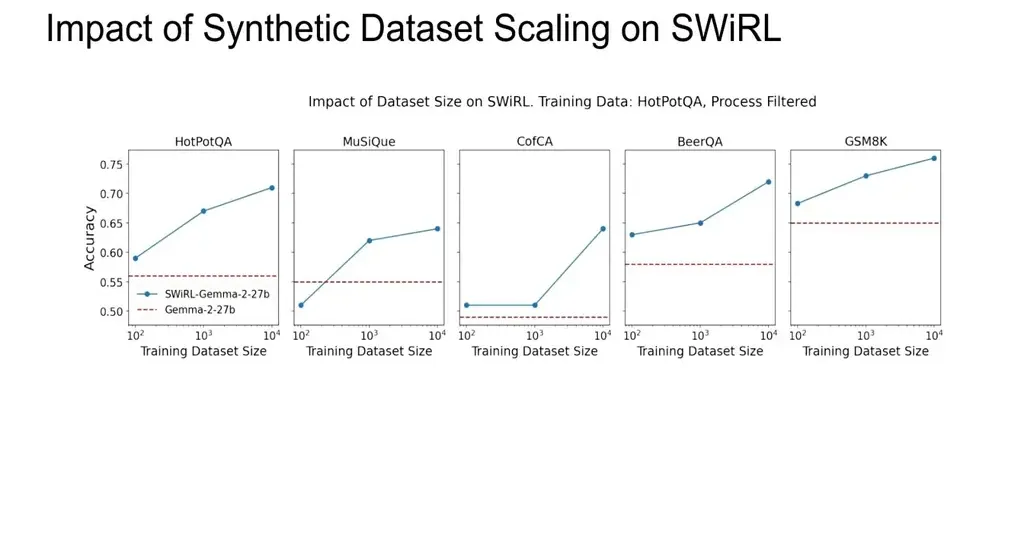 Impact of Synthetic Dataset Scaling on SWiRL
Impact of Dataset Size on SWiRL. Training Data: HotPotQA, Process Filtered
HotPotQA
MuSiQue
CofCA
BeerQA
GSM8K
Accuracy
0.75
0.70
0.65
0.60
0.55
0.50
SWiRL-Gemma-2-27b
Gemma-2-27b
10² 10³ 10⁴
10² 10³ 10⁴
10² 10³ 10⁴
10² 10³ 10⁴
10² 10³ 10⁴
Training Dataset Size
Training Dataset Size
Training Dataset Size
Training Dataset Size
Training Dataset Size